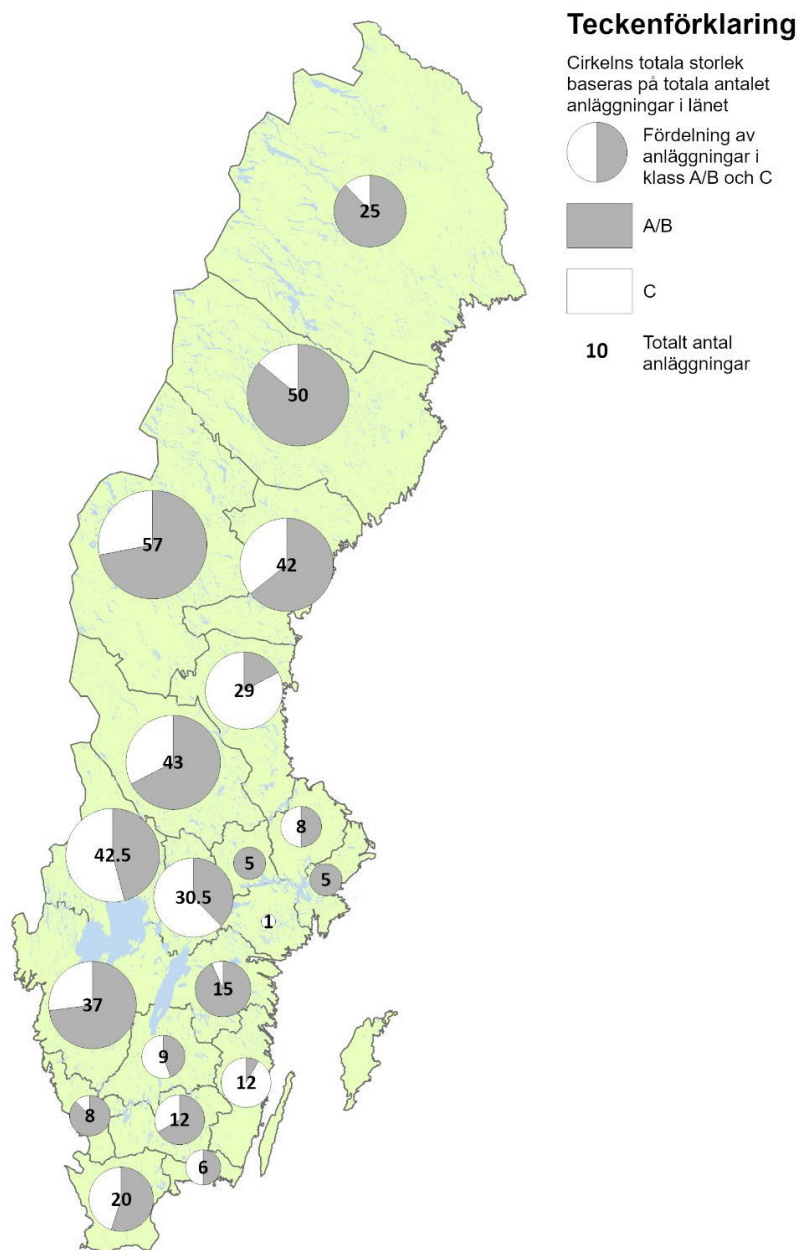 Teckenförklaring
Cirkelns totala storlek
baseras på totala antalet
anläggningar i länet
Fördelning av
anläggningar i
klass A/B och C
A/B
C
10 Totalt antal
anläggningar
25
50
57
42
29
43
42.5
8
5
30.5
5
1
15
37
9
12
8
12
6
20